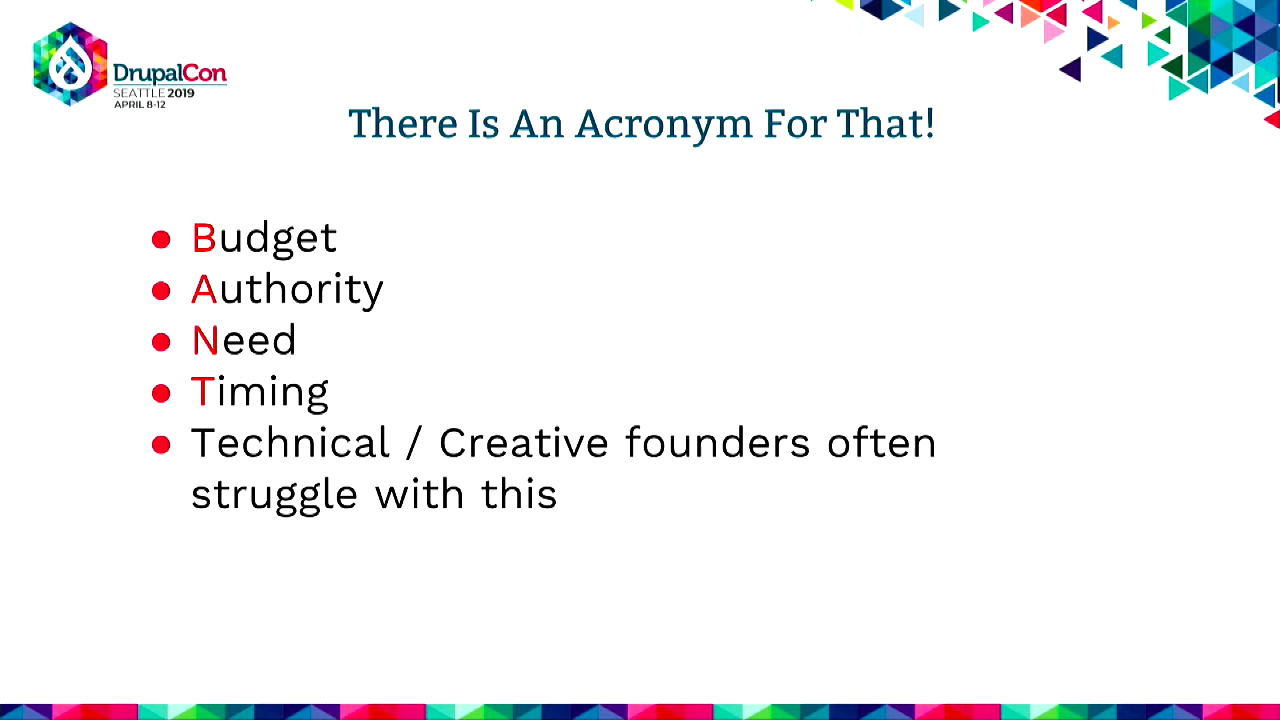 DrupalCon
SEATTLE 2019
APRIL 8-12
There Is An Acronym For That!
● Budget
● Authority
● Need
● Timing
● Technical / Creative founders often
struggle with this